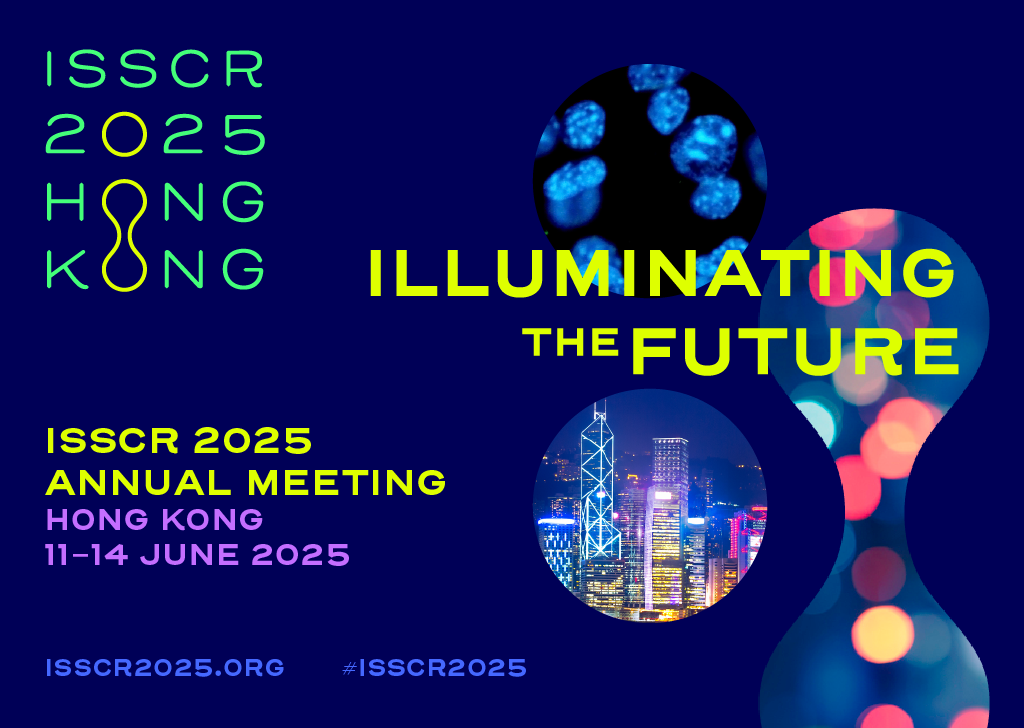 ISSCR
2025
HONG
KONG
ILLUMINATING
THE FUTURE
ISSCR 2025
ANNUAL MEETING
HONG KONG
11–14 JUNE 2025
ISSCR2025.ORG #ISSCR2025